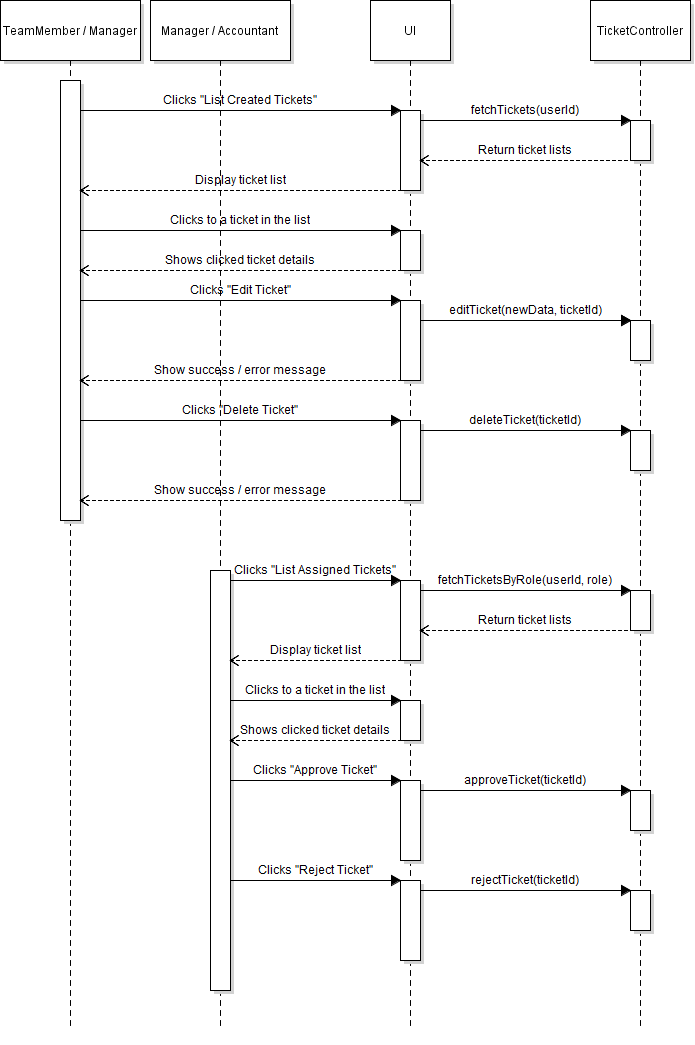 TeamMember / Manager
Manager / Accountant
UI
TicketController
Clicks "List Created Tickets"
fetchTickets(userId)
Return ticket lists
Display ticket list
Clicks to a ticket in the list
Shows clicked ticket details
Clicks "Edit Ticket"
editTicket(newData, ticketId)
Show success / error message
Clicks "Delete Ticket"
deleteTicket(ticketId)
Show success / error message
Clicks "List Assigned Tickets"
fetchTicketsByRole(userId, role)
Return ticket lists
Display ticket list
Clicks to a ticket in the list
Shows clicked ticket details
Clicks "Approve Ticket"
approveTicket(ticketId)
Clicks "Reject Ticket"
rejectTicket(ticketId)